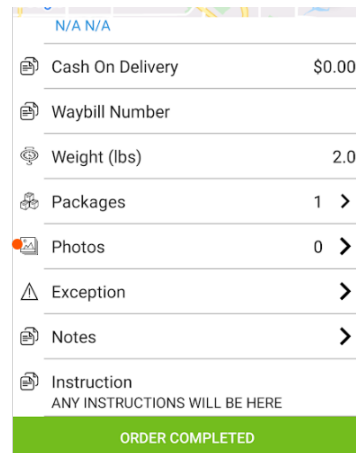 N/A N/A
Cash On Delivery $0.00
Waybill Number
Weight (lbs) 2.0
Packages 1
Photos 0
Exception
Notes
Instruction
ANY INSTRUCTIONS WILL BE HERE
ORDER COMPLETED